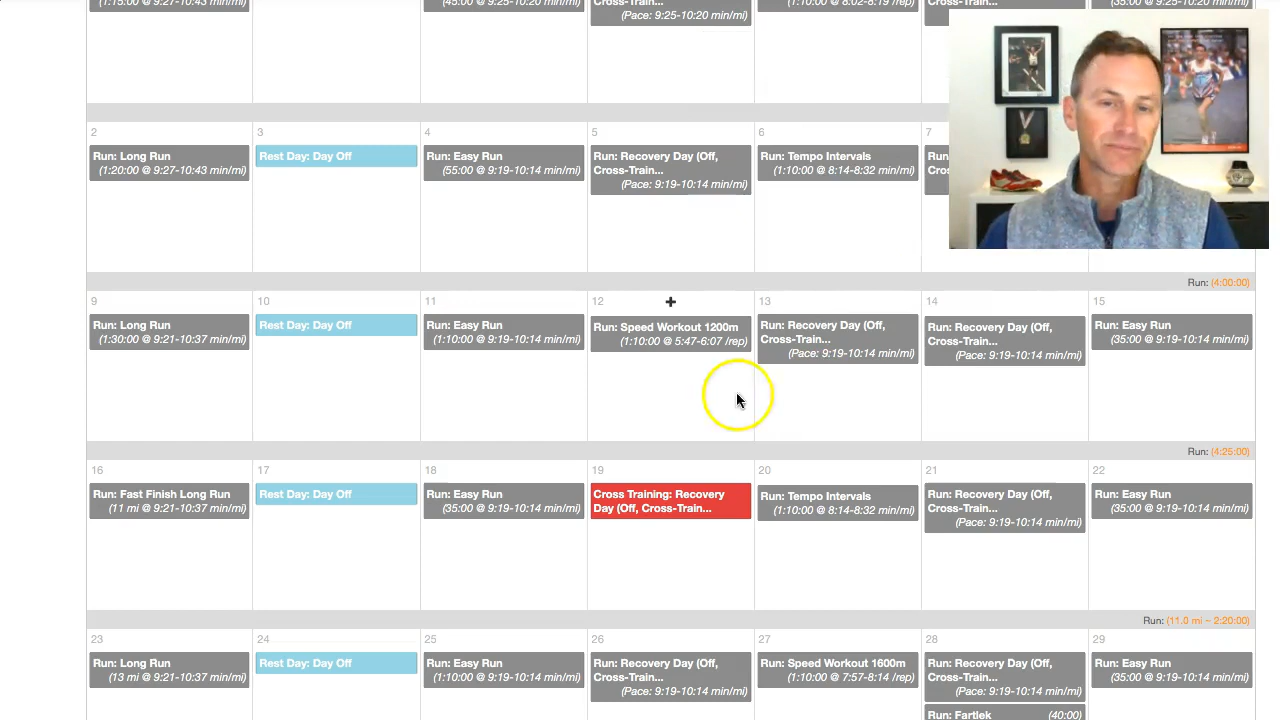 (1:15:00 @ 9:27-10:43 min/mi)
(45:00 @ 9:25-10:20 min/mi)
Cross-Train...
(Pace: 9:25-10:20 min/mi)
(1:10:00 @ 8:02-8:19 /rep)
Cross-Train...
(35:00 @ 9:25-10:20 min/mi)
2
3
4
5
6
7
Run: Long Run
(1:20:00 @ 9:27-10:43 min/mi)
Rest Day: Day Off
Run: Easy Run
(55:00 @ 9:19-10:14 min/mi)
Run: Recovery Day (Off,
Cross-Train...
(Pace: 9:19-10:14 min/mi)
Run: Tempo Intervals
(1:10:00 @ 8:14-8:32 min/mi)
Run:
Run: (4:00:00)
9
10
11
12
+
13
14
15
Run: Long Run
(1:30:00 @ 9:21-10:37 min/mi)
Rest Day: Day Off
Run: Easy Run
(1:10:00 @ 9:19-10:14 min/mi)
Run: Speed Workout 1200m
(1:10:00 @ 5:47-6:07 /rep)
Run: Recovery Day (Off,
Cross-Train...
(Pace: 9:19-10:14 min/mi)
Run: Recovery Day (Off,
Cross-Train...
(Pace: 9:19-10:14 min/mi)
Run: Easy Run
(35:00 @ 9:19-10:14 min/mi)
Run: (4:25:00)
16
17
18
19
20
21
22
Run: Fast Finish Long Run
(11 mi @ 9:21-10:37 min/mi)
Rest Day: Day Off
Run: Easy Run
(35:00 @ 9:19-10:14 min/mi)
Cross Training: Recovery
Day (Off, Cross-Train...
Run: Tempo Intervals
(1:10:00 @ 8:14-8:32 min/mi)
Run: Recovery Day (Off,
Cross-Train...
(Pace: 9:19-10:14 min/mi)
Run: Easy Run
(35:00 @ 9:19-10:14 min/mi)
Run: (11.0 mi ~ 2:20:00)
23
24
25
26
27
28
29
Run: Long Run
(13 mi @ 9:21-10:37 min/mi)
Rest Day: Day Off
Run: Easy Run
(1:10:00 @ 9:19-10:14 min/mi)
Run: Recovery Day (Off,
Cross-Train...
(Pace: 9:19-10:14 min/mi)
Run: Speed Workout 1600m
(1:10:00 @ 7:57-8:14 /rep)
Run: Recovery Day (Off,
Cross-Train...
(Pace: 9:19-10:14 min/mi)
Run: Fartlek (40:00)
Run: Easy Run
(35:00 @ 9:19-10:14 min/mi)